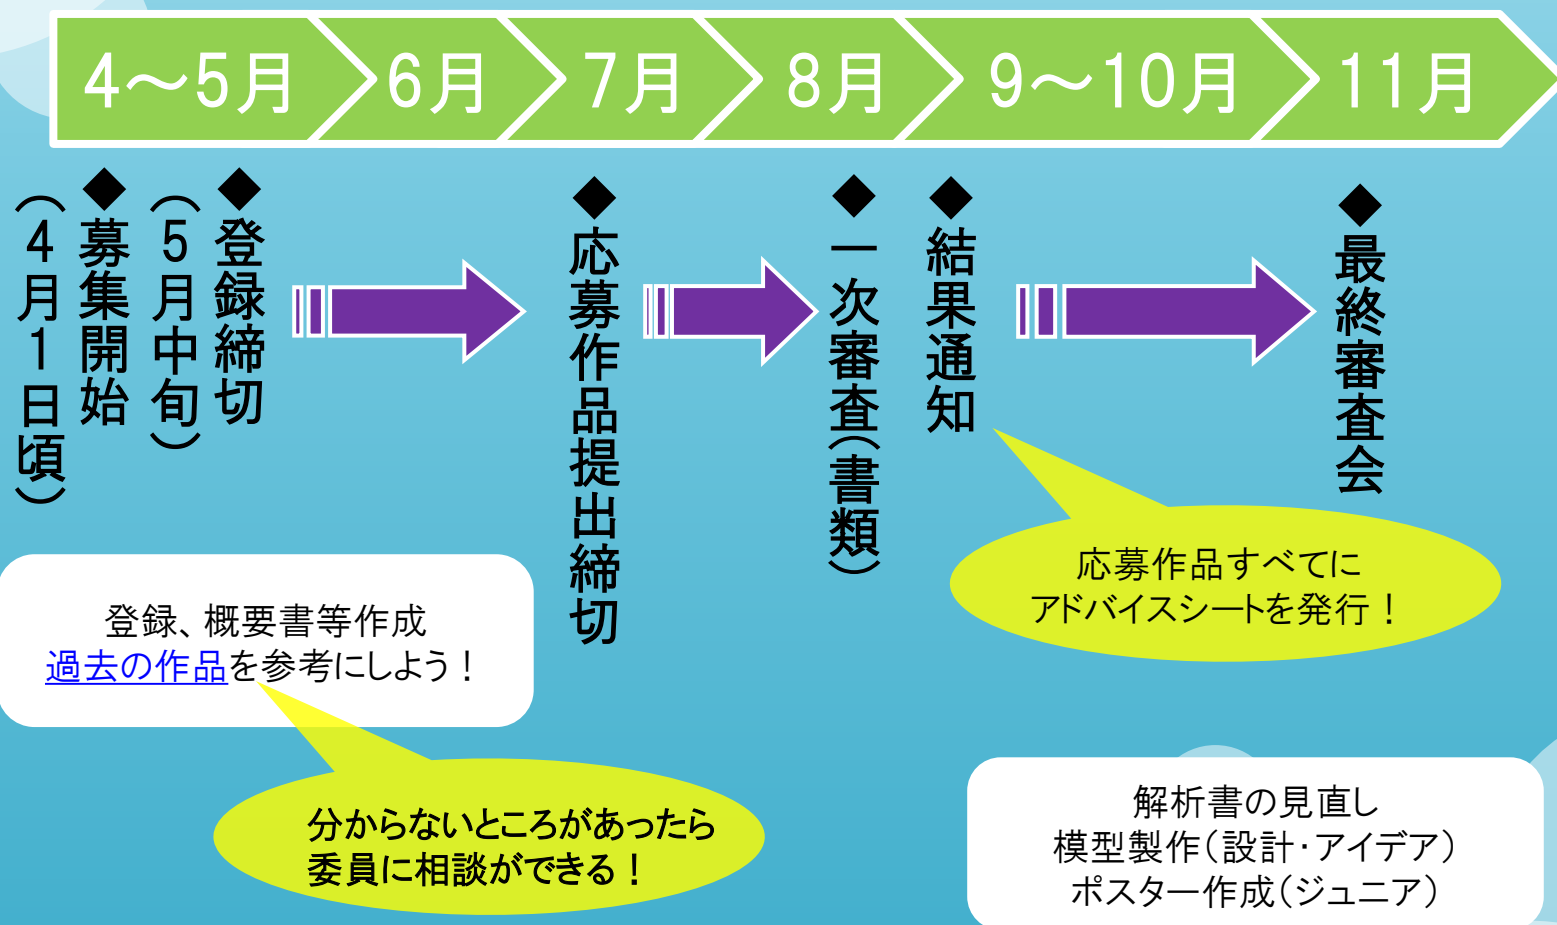 4～5月
6月
7月
8月
9～10月
11月
◆募集開始
（4月1日頃）
◆登録締切
（5月中旬）
◆応募作品提出締切
◆一次審査（書類）
◆結果通知
◆最終審査会
登録、概要書等作成
過去の作品を参考にしよう！
分からないところがあったら
委員に相談ができる！
応募作品すべてに
アドバイスシートを発行！
解析書の見直し
模型製作（設計・アイデア）
ポスター作成（ジュニア）